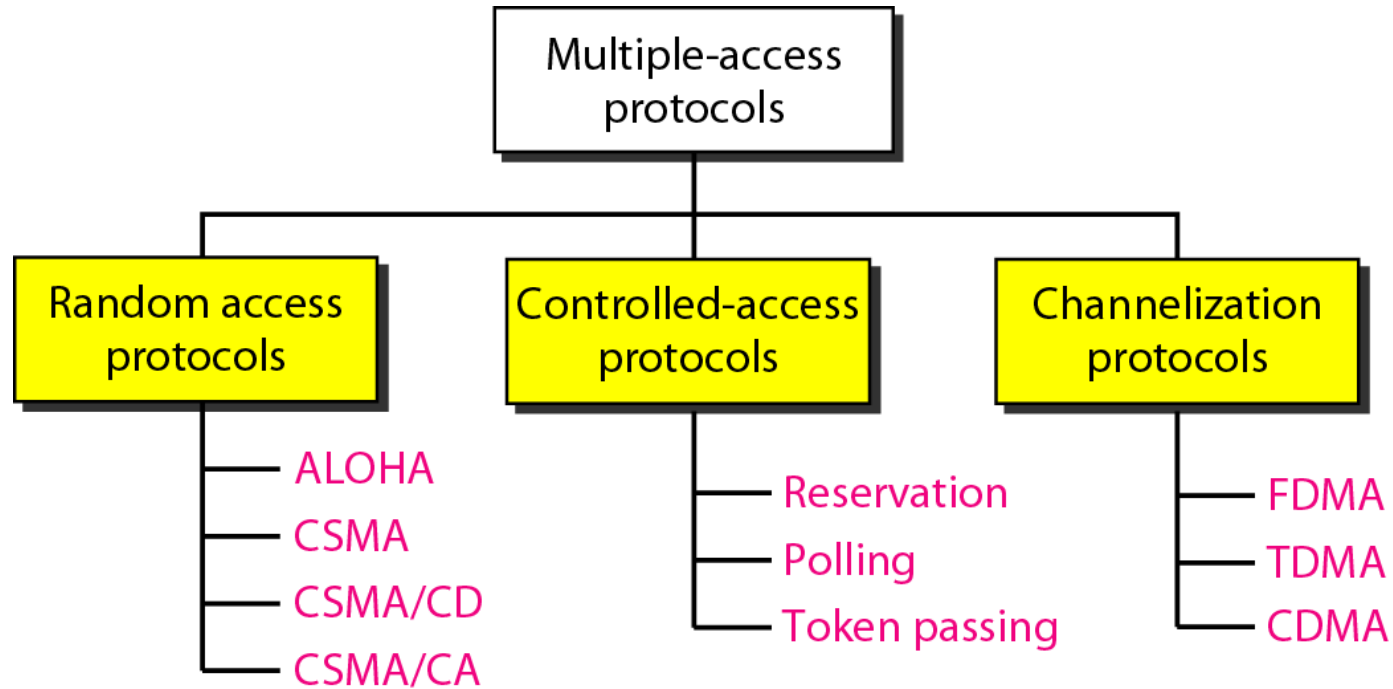 Multiple-access
protocols
Random access
protocols
Controlled-access
protocols
Channelization
protocols
ALOHA
CSMA
CSMA/CD
CSMA/CA
Reservation
Polling
Token passing
FDMA
TDMA
CDMA